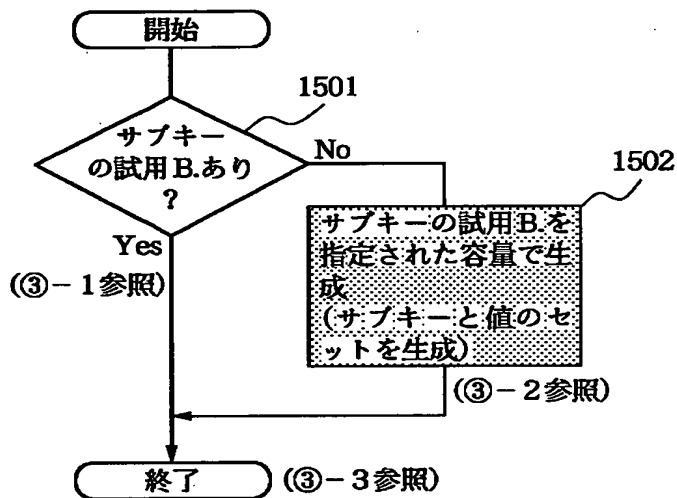 開始
1501
サブキー
の試用B.あり
?
No
1502
サブキーの試用B.を
指定された容量で生
成
(サブキーと値のセ
ットを生成)
Yes
((③-1参照)
((③-2参照)
終了
((③-3参照)